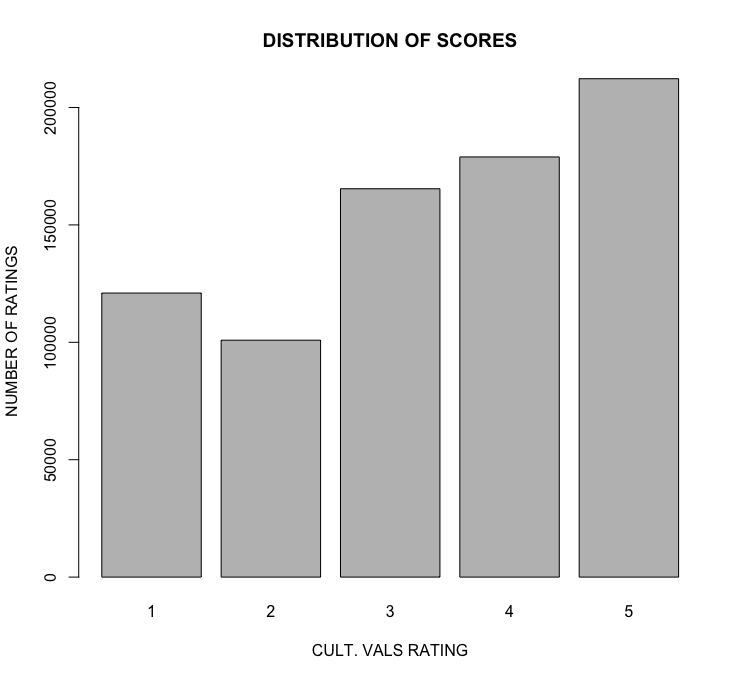 DISTRIBUTION OF SCORES
NUMBER OF RATINGS
200000
150000
100000
50000
0
1 2 3 4 5
CULT. VALS RATING